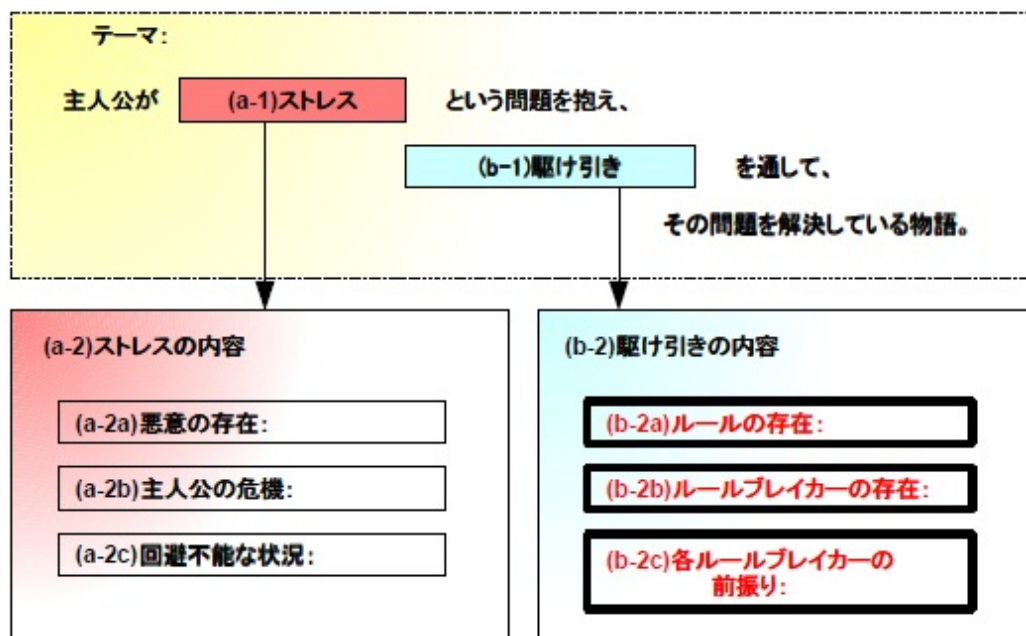 テーマ：
主人公が (a-1)ストレス という問題を抱え、
(b-1)駆け引き を通して、
その問題を解決している物語。
(a-2)ストレスの内容
(a-2a)悪意の存在：
(a-2b)主人公の危機：
(a-2c)回避不能な状況：
(b-2)駆け引きの内容
(b-2a)ルールの存在：
(b-2b)ルールブレイカーの存在：
(b-2c)各ルールブレイカーの
前振り：